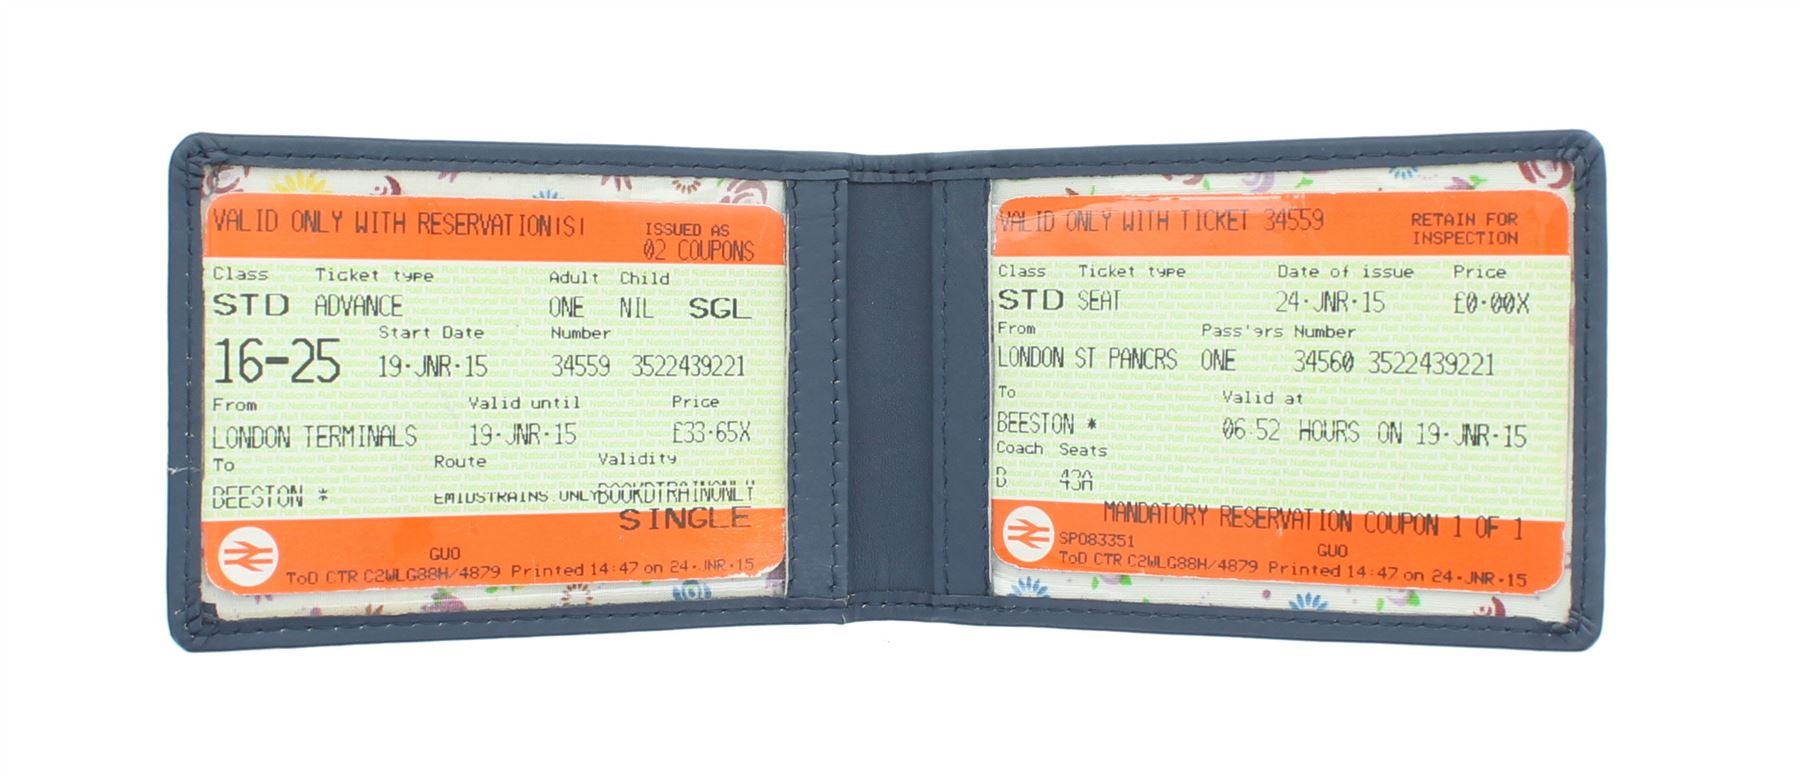 VALID ONLY WITH RESERVATION(S)
ISSUED AS
02 COUPONS
Class Ticket type Adult Child
STD ADVANCE ONE NIL SGL
Start Date Number
16-25 19·JNR·15 34559 3522439221
From Valid until Price
LONDON TERMINALS 19·JNR·15 £33·65X
To Route Validity
BEESTON * EMIDSTRAINS ONLY BOOKDTRAINONLY
SINGLE
GUO
ToD CTR C2WLG88H/4879 Printed 14:47 on 24·JNR·15
VALID ONLY WITH TICKET 34559
RETAIN FOR
INSPECTION
Class Ticket type Date of issue Price
STD SEAT 24·JNR·15 £0·00X
From Pass'grs Number
LONDON ST PANCRS ONE 34560 3522439221
To Valid at
BEESTON * 06·52 HOURS ON 19·JNR·15
Coach Seats
B 43A
MANDATORY RESERVATION COUPON 1 OF 1
SP083351
GUO
ToD CTR C2WLG88H/4879 Printed 14:47 on 24·JNR·15